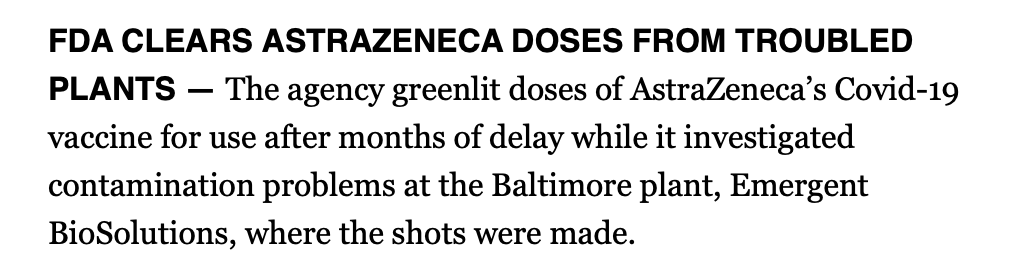 FDA CLEARS ASTRAZENECA DOSES FROM TROUBLED
PLANTS — The agency greenlit doses of AstraZeneca’s Covid-19
vaccine for use after months of delay while it investigated
contamination problems at the Baltimore plant, Emergent
BioSolutions, where the shots were made.